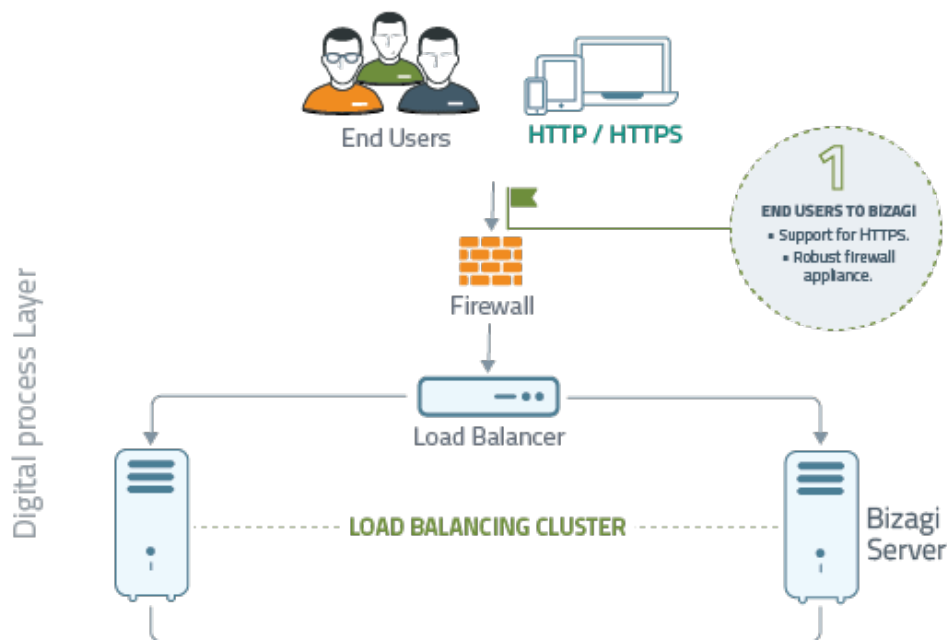 End Users
HTTP / HTTPS
1
END USERS TO BIZAGI
▪ Support for HTTPS.
▪ Robust firewall
appliance.
Firewall
Digital process Layer
Load Balancer
LOAD BALANCING CLUSTER
Bizagi
Server